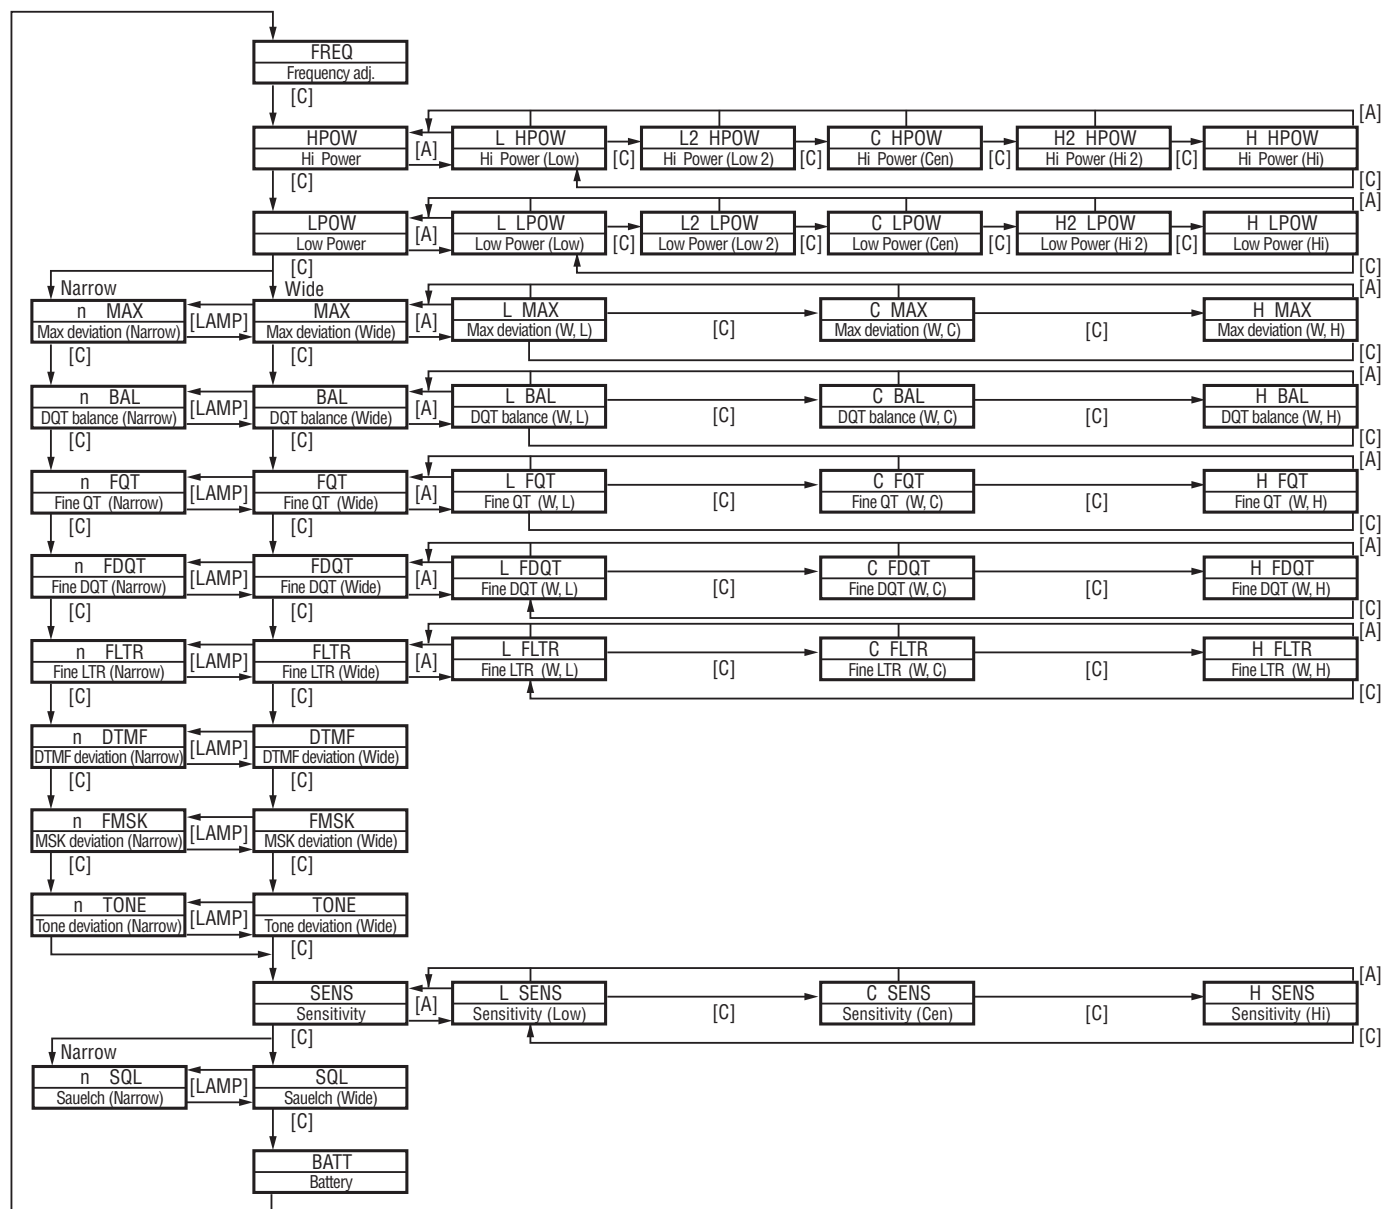 FREQ
Frequency adj.
[C]
[A]
HPOW L HPOW L2 HPOW C HPOW H2 HPOW H HPOW
Hi Power [A] Hi Power (Low) [C] Hi Power (Low 2) [C] Hi Power (Cen) [C] Hi Power (Hi 2) [C] Hi Power (Hi)
[C] [C]
[A]
LPOW L LPOW L2 LPOW C LPOW H2 LPOW H LPOW
Low Power [A] Low Power (Low) [C] Low Power (Low 2) [C] Low Power (Cen) [C] Low Power (Hi 2) [C] Low Power (Hi)
[C] [C]
Narrow Wide [A]
n MAX [LAMP] MAX [A] L MAX C MAX H MAX
Max deviation (Narrow) Max deviation (Wide) Max deviation (W, L) [C] Max deviation (W, C) [C] Max deviation (W, H)
[C] [C] [C]
[A]
n BAL [LAMP] BAL [A] L BAL C BAL H BAL
DQT balance (Narrow) DQT balance (Wide) DQT balance (W, L) [C] DQT balance (W, C) [C] DQT balance (W, H)
[C] [C] [C]
[A]
n FQT [LAMP] FQT [A] L FQT C FQT H FQT
Fine QT (Narrow) Fine QT (Wide) Fine QT (W, L) [C] Fine QT (W, C) [C] Fine QT (W, H)
[C] [C] [C]
[A]
n FDQT [LAMP] FDQT [A] L FDQT C FDQT H FDQT
Fine DQT (Narrow) Fine DQT (Wide) Fine DQT (W, L) [C] Fine DQT (W, C) [C] Fine DQT (W, H)
[C] [C] [C]
[A]
n FLTR [LAMP] FLTR [A] L FLTR C FLTR H FLTR
Fine LTR (Narrow) Fine LTR (Wide) Fine LTR (W, L) [C] Fine LTR (W, C) [C] Fine LTR (W, H)
[C] [C] [C]
n DTMF [LAMP] DTMF
DTMF deviation (Narrow) DTMF deviation (Wide)
[C] [C]
n FMSK [LAMP] FMSK
MSK deviation (Narrow) MSK deviation (Wide)
[C] [C]
n TONE [LAMP] TONE
Tone deviation (Narrow) Tone deviation (Wide)
[C]
[A]
SENS [A] L SENS C SENS H SENS
Sensitivity Sensitivity (Low) [C] Sensitivity (Cen) [C] Sensitivity (Hi)
[C] [C]
Narrow
n SQL [LAMP] SQL
Sauelch (Narrow) Sauelch (Wide)
[C]
BATT
Battery